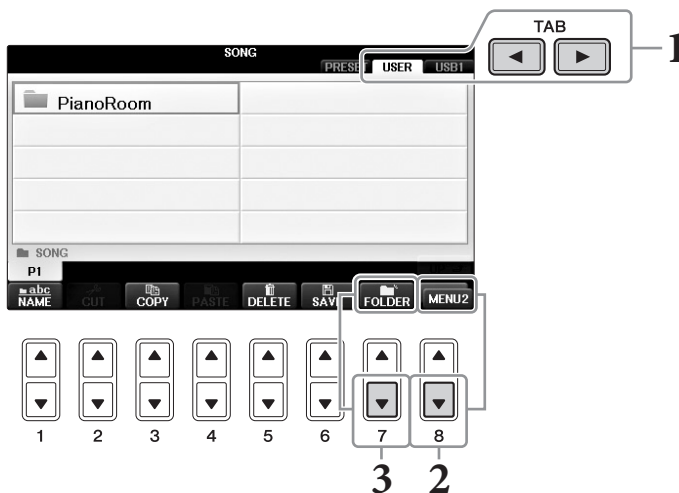 TAB
SONG
PRESET USER USB1
1
PianoRoom
SONG
P1
abc
NAME CUT COPY PASTE DELETE SAVE FOLDER MENU2
1 2 3 4 5 6 7 8
3 2